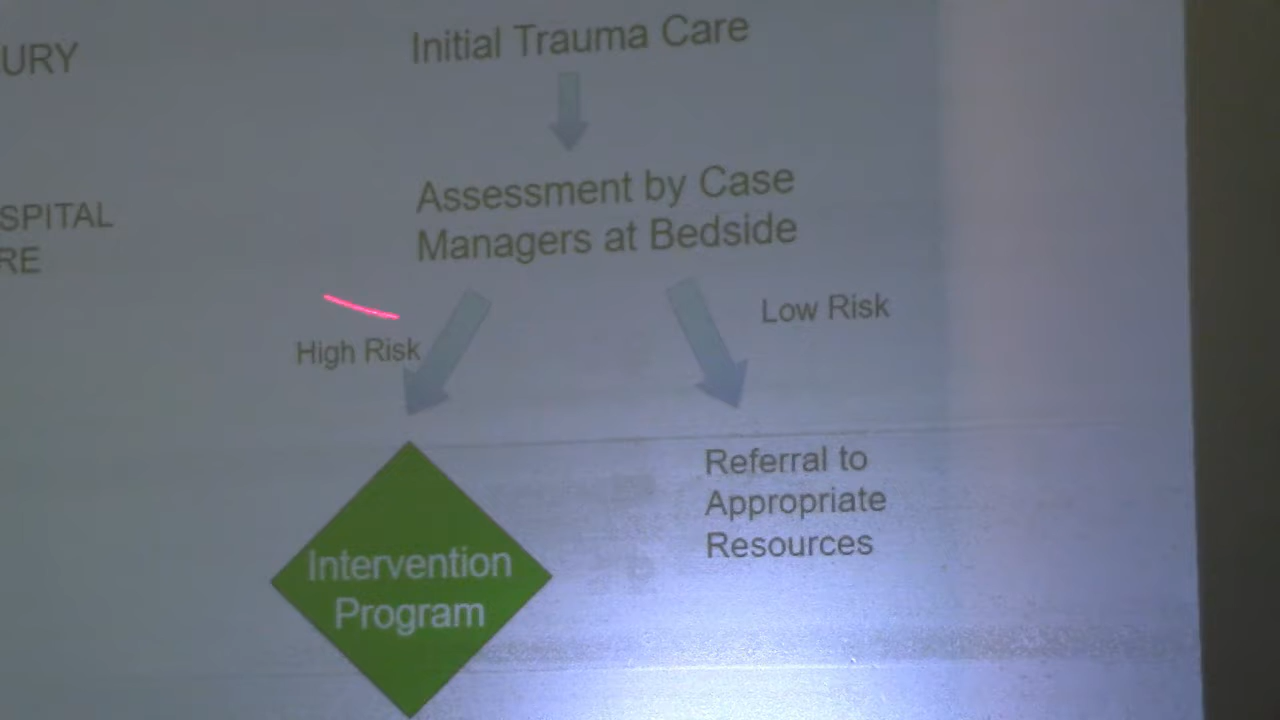 URY
Initial Trauma Care
Assessment by Case
Managers at Bedside
SPITAL
RE
High Risk
Low Risk
Referral to
Appropriate
Resources
Intervention
Program